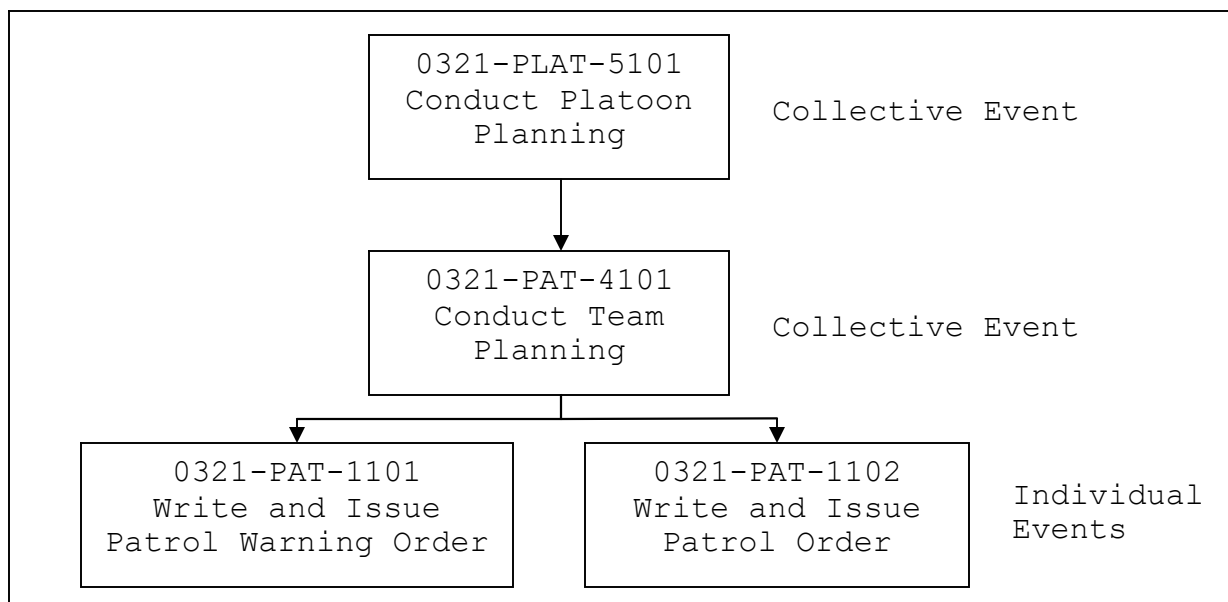 0321-PLAT-5101
Conduct Platoon
Planning
Collective Event
0321-PAT-4101
Conduct Team
Planning
Collective Event
0321-PAT-1101
Write and Issue
Patrol Warning Order
0321-PAT-1102
Write and Issue
Patrol Order
Individual
Events